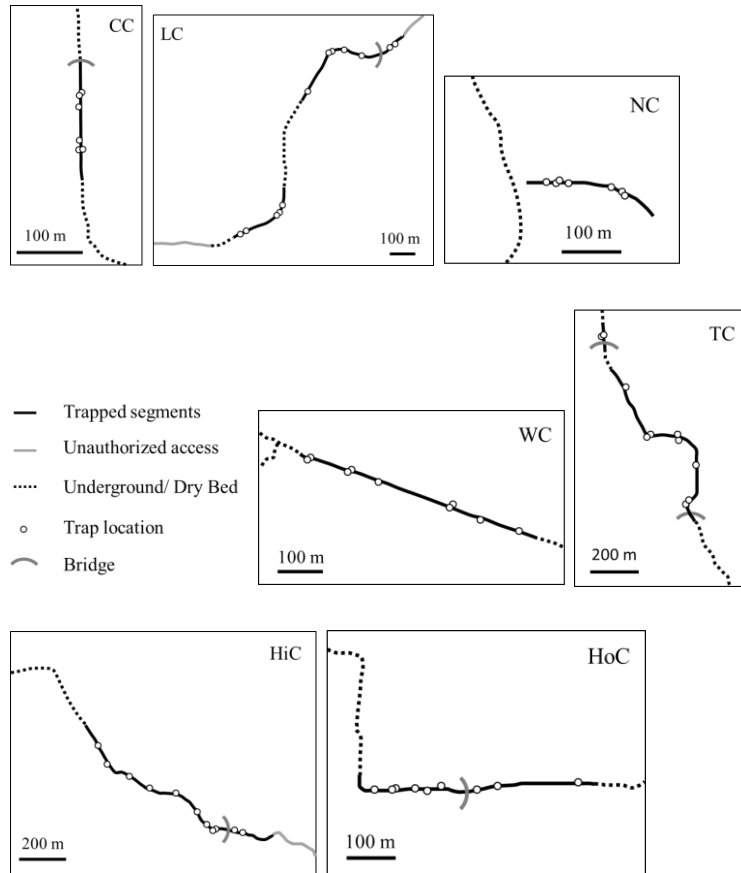 CC
100 m
LC
100 m
NC
100 m
TC
200 m
Trapped segments
Unauthorized access
Underground/ Dry Bed
Trap location
Bridge
WC
100 m
HiC
200 m
HoC
100 m